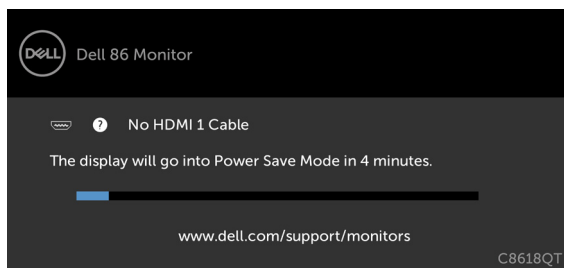 DELL
Dell 86 Monitor
? No HDMI 1 Cable
The display will go into Power Save Mode in 4 minutes.
www.dell.com/support/monitors
C8618QT